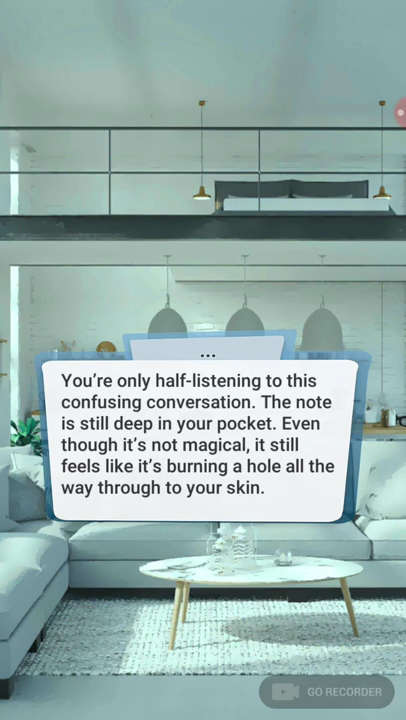 ...
You’re only half-listening to this
confusing conversation. The note
is still deep in your pocket. Even
though it’s not magical, it still
feels like it’s burning a hole all the
way through to your skin.
GO RECORDER